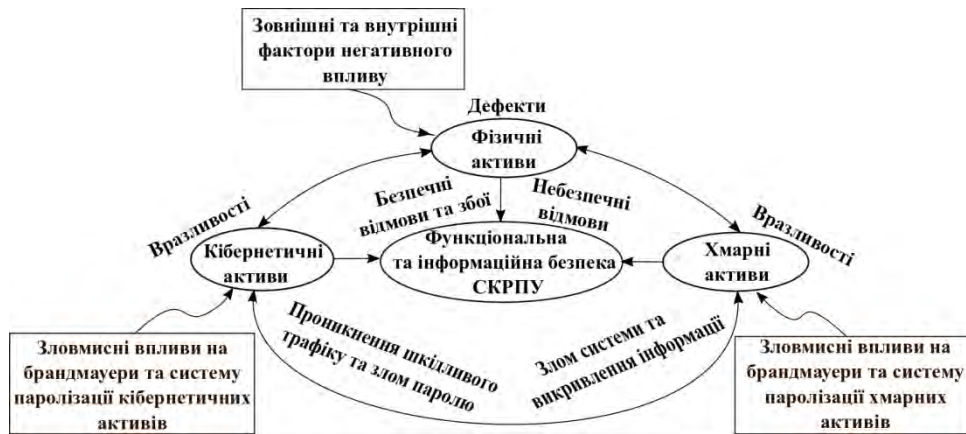 Зовнішні та внутрішні
фактори негативного
впливу
Дефекти
Фізичні
активи
Безпечні
відмови та збої
Небезпечні
відмови
Вразливості
Вразливості
Кібернетичні
активи
Функціональна
та інформаційна безпека
СКРПУ
Хмарні
активи
Проникнення шкідливого
трафіку та злом паролю
Злом системи та
викривлення інформації
Зловмисні впливи на
брандмауери та систему
паролізації кібернетичних
активів
Зловмисні впливи на
брандмауери та систему
паролізації хмарних
активів